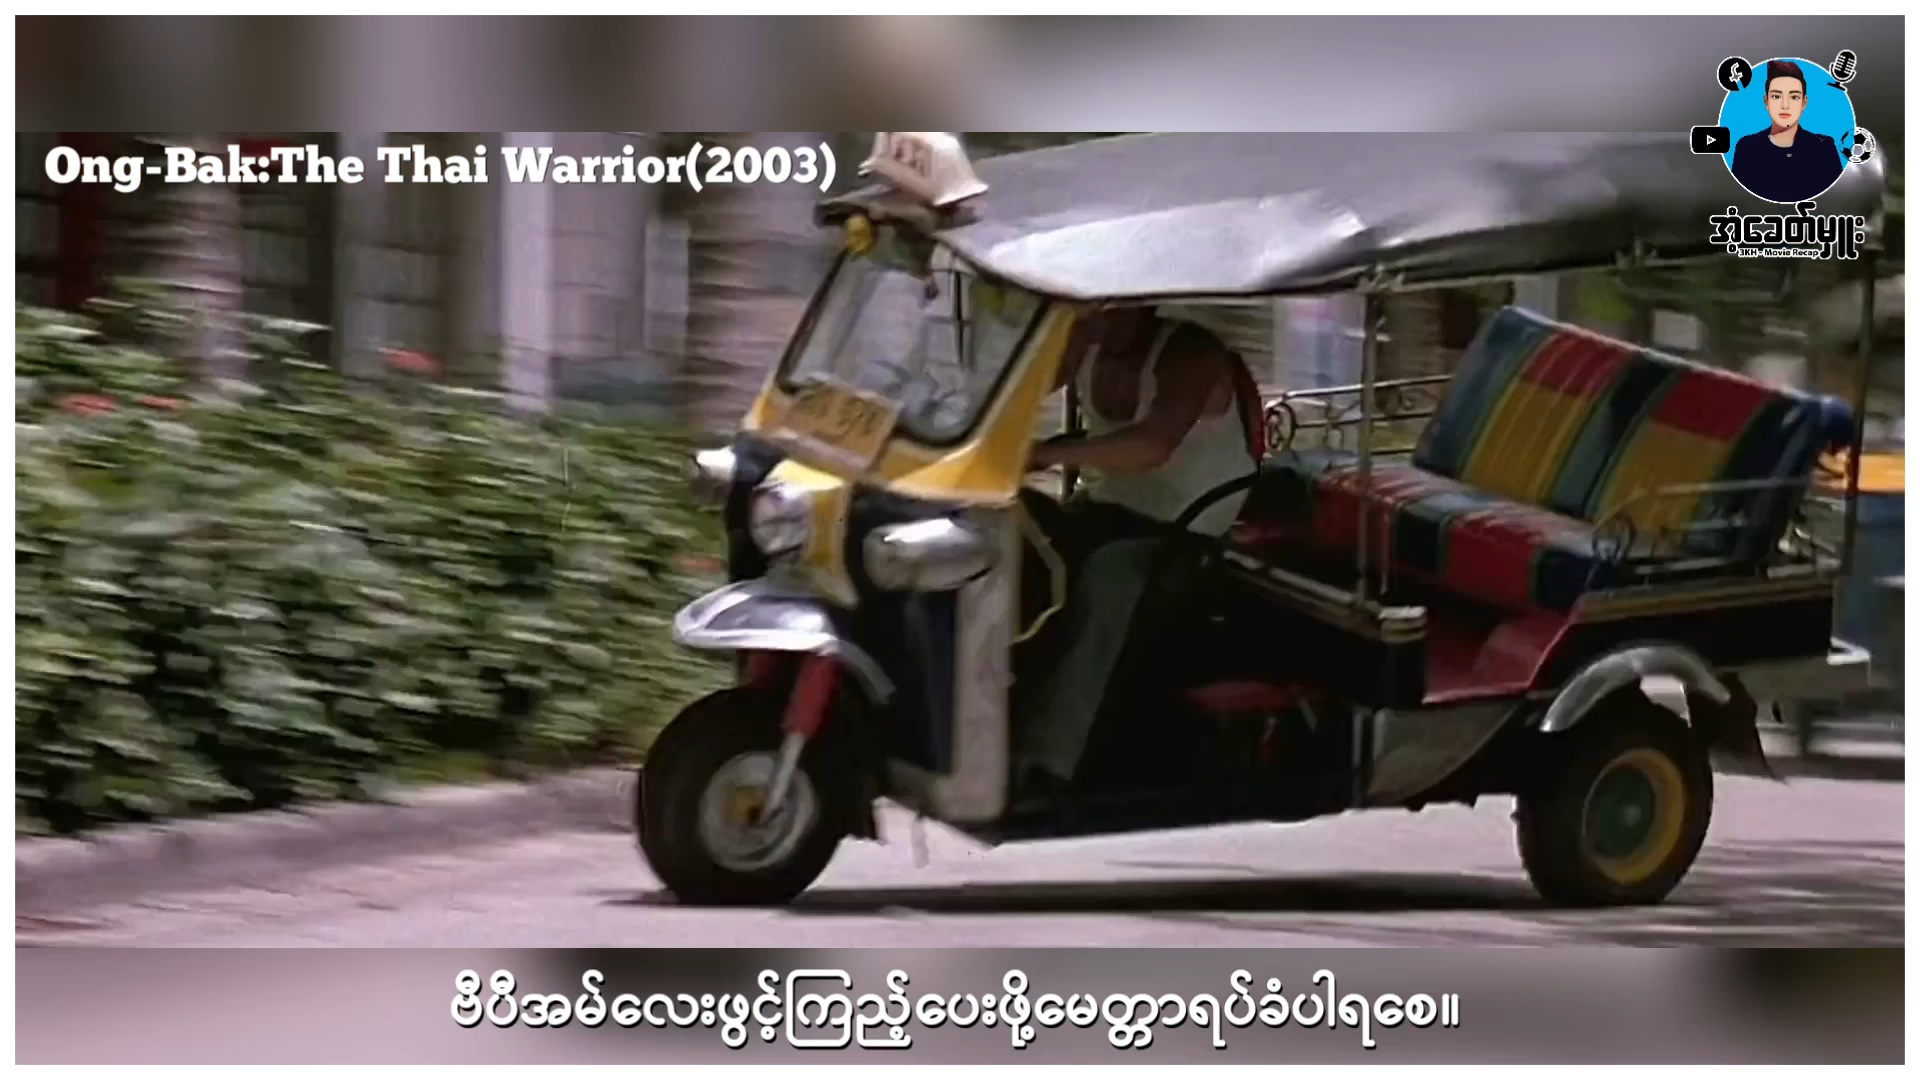 Ong-Bak:The Thai Warrior(2003)
အံ့ခေတ်မှူး
3KH - Movie Recap
ဗီပီအမ်လေးဖွင့်ကြည့်ပေးဖို့မေတ္တာရပ်ခံပါရစေ။